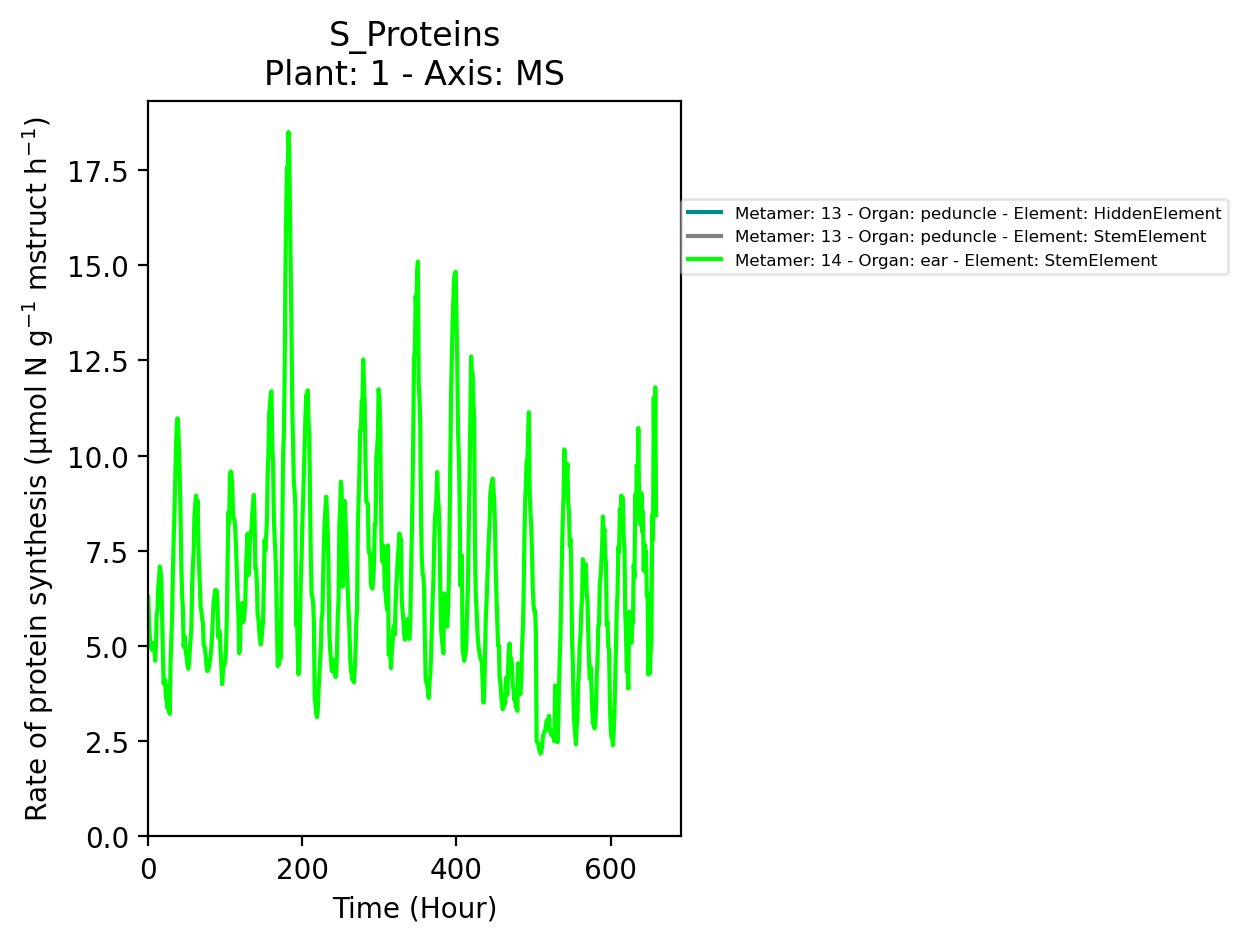 S_Proteins
Plant: 1 - Axis: MS
Rate of protein synthesis (µmol N g⁻¹ mstruct h⁻¹)
17.5
15.0
12.5
10.0
7.5
5.0
2.5
0.0
0
200
400
600
Time (Hour)
Metamer: 13 - Organ: peduncle - Element: HiddenElement
Metamer: 13 - Organ: peduncle - Element: StemElement
Metamer: 14 - Organ: ear - Element: StemElement